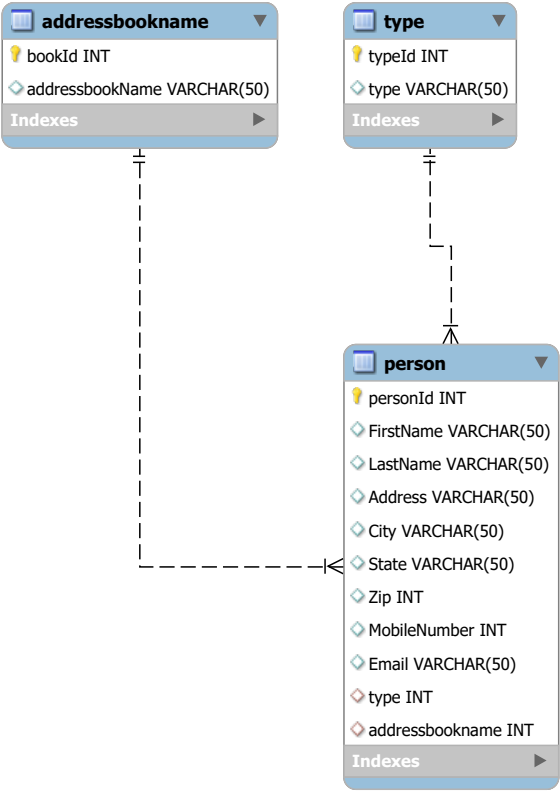 addressbookname
bookId INT
addressbookName VARCHAR(50)
Indexes
type
typeId INT
type VARCHAR(50)
Indexes
person
personId INT
FirstName VARCHAR(50)
LastName VARCHAR(50)
Address VARCHAR(50)
City VARCHAR(50)
State VARCHAR(50)
Zip INT
MobileNumber INT
Email VARCHAR(50)
type INT
addressbookname INT
Indexes